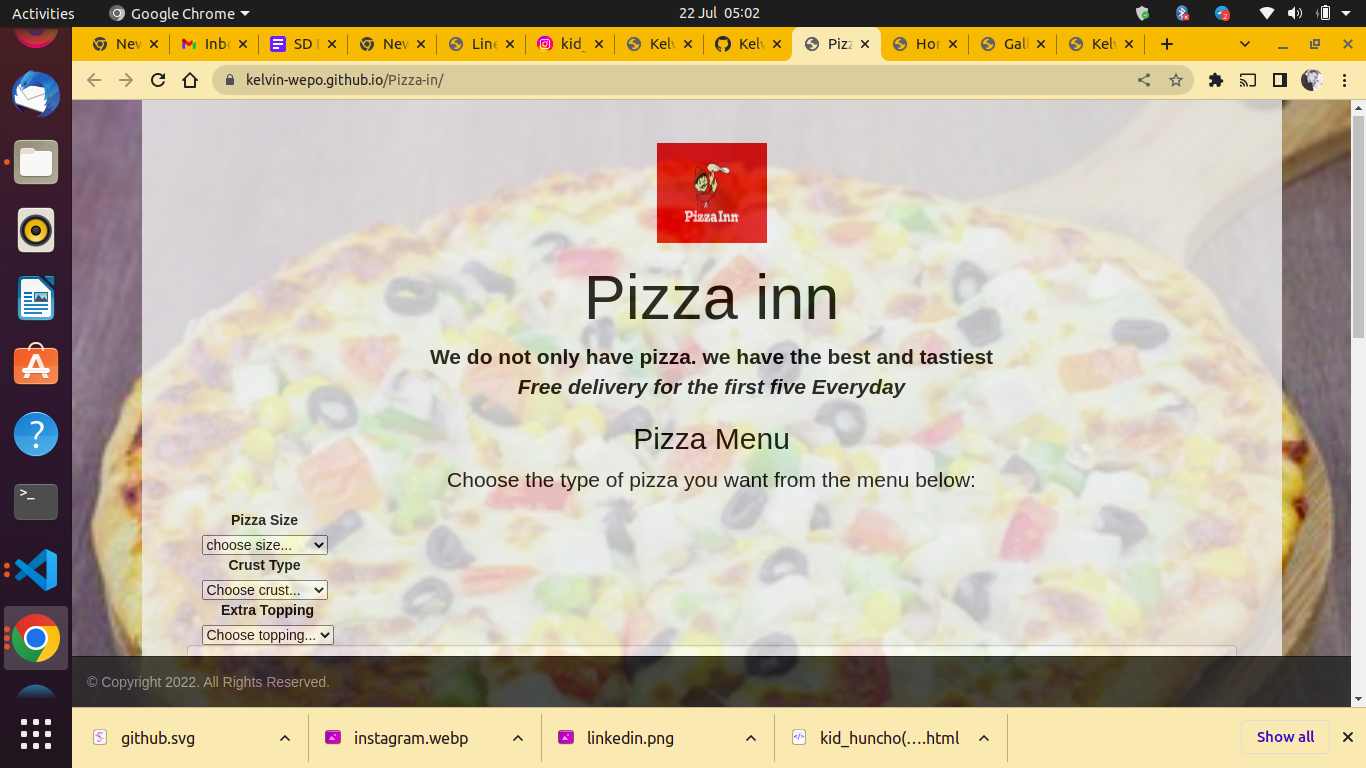 Activities
Google Chrome
22 Jul 05:02
2
New
Inbo
SD
New
Line
kid_
Kelv
Kelv
Pizz
Hor
Gall
Kelv
kelvin-wepo.github.io/Pizza-in/
Pizza Inn
Pizza inn
We do not only have pizza. we have the best and tastiest
Free delivery for the first five Everyday
Pizza Menu
Choose the type of pizza you want from the menu below:
Pizza Size
choose size...
Crust Type
Choose crust...
Extra Topping
Choose topping...
© Copyright 2022. All Rights Reserved.
github.svg
instagram.webp
linkedin.png
kid_huncho(....html
Show all